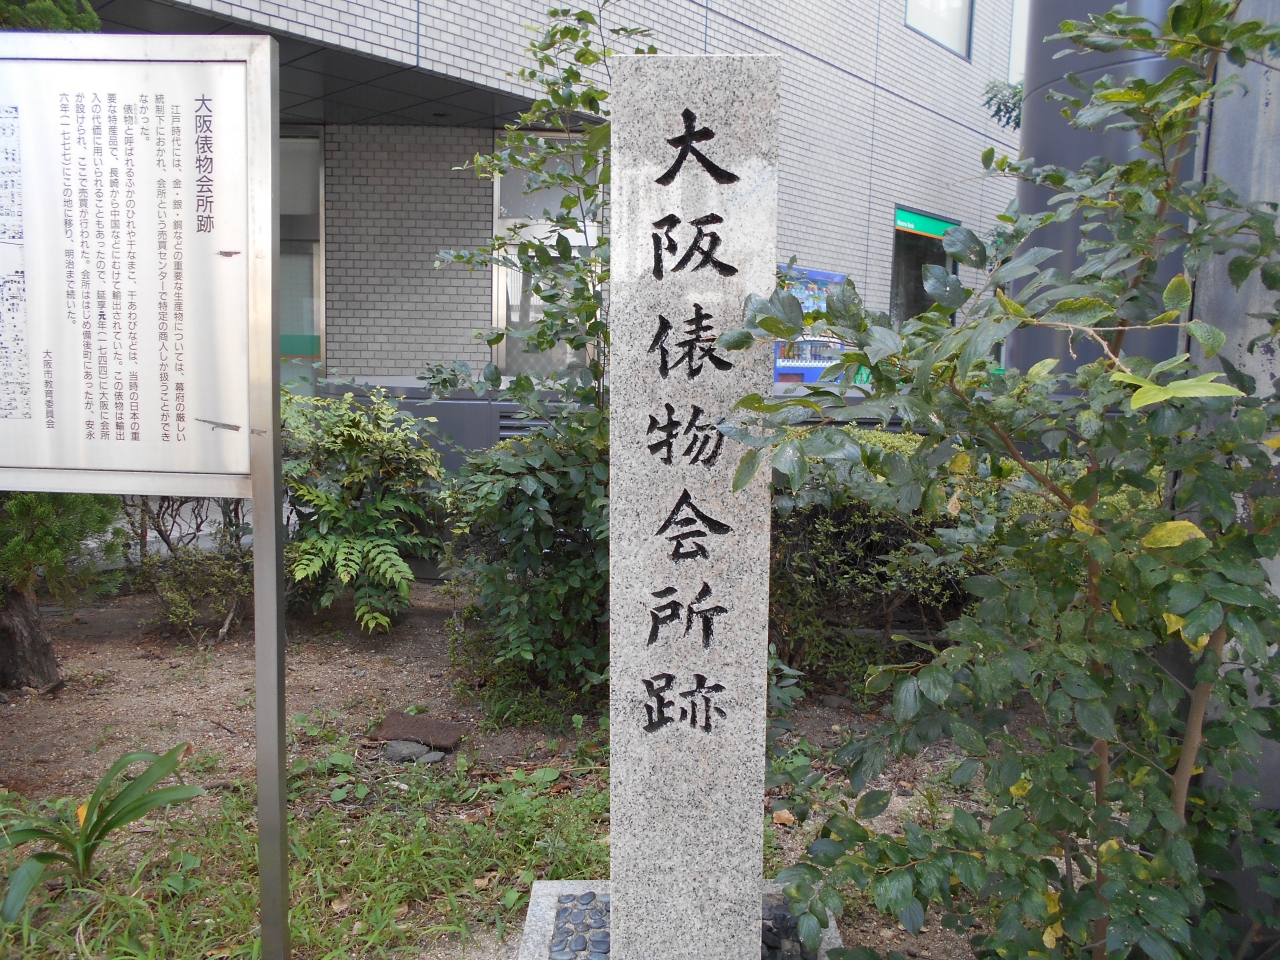 大阪俵物会所跡
江戸時代には、金・銀・銅などの重要な生産物については、幕府の厳しい
統制下におかれ、会所という売買センターで特定の商人しか扱うことができ
なかった。
俵物と呼ばれるふかのひれや干なまこ、干あわびなどは、当時の日本の重
要な特産品で、長崎から中国などにむけて輸出されていた。この俵物は輸出
入の代価に用いられることもあったので、延享元年(一七四四)に大阪に会所
が設けられ、ここで売買が行われた。会所ははじめ備後町にあったが、安永
六年(一七七七)にこの地に移り、明治まで続いた。
大阪市教育委員会
大阪俵物会所跡